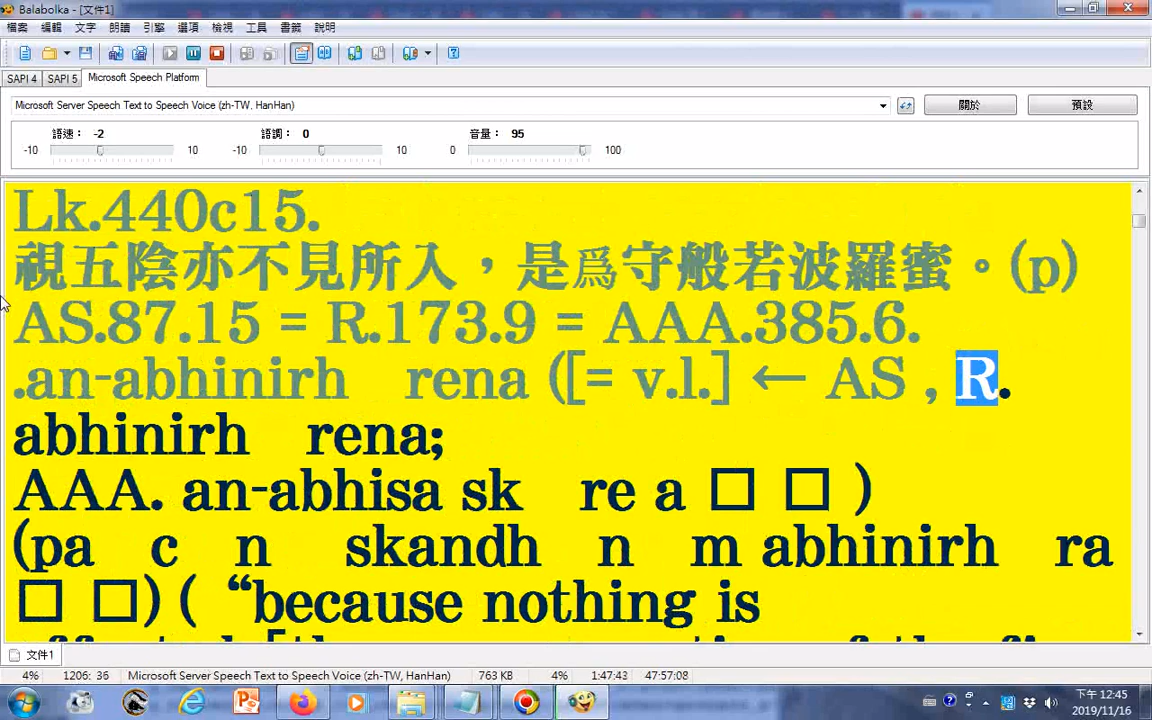 Balabolka - [文件1]
檔案 編輯 文字 朗讀 引擎 選項 檢視 工具 書籤 說明
SAPI 4 SAPI 5 Microsoft Speech Platform
Microsoft Server Speech Text to Speech Voice (zh-TW, HanHan) 關於 預設
語速： -2 語調： 0 音量： 95
-10 10 -10 10 0 100
Lk.440c15.
視五陰亦不見所入，是爲守般若波羅蜜。(p)
AS.87.15 = R.173.9 = AAA.385.6.
.an-abhinirh rena ([= v.l.] ← AS , R.
abhinirh rena;
AAA. an-abhisa sk re a □ □ )
(pa c n skandh n m abhinirh ra
□ □) ( “because nothing is
文件1
4% 1206: 36 Microsoft Server Speech Text to Speech Voice (zh-TW, HanHan) 763 KB 4% 1:47:43 47:57:08
下午 12:45
2019/11/16